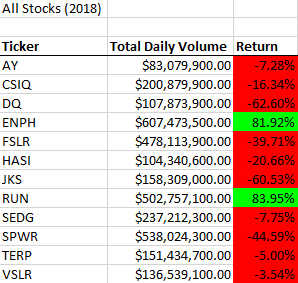 All Stocks (2018)
Ticker Total Daily Volume Return
AY $83,079,900.00 -7.28%
CSIQ $200,879,900.00 -16.34%
DQ $107,873,900.00 -62.60%
ENPH $607,473,500.00 81.92%
FSLR $478,113,900.00 -39.71%
HASI $104,340,600.00 -20.66%
JKS $158,309,000.00 -60.53%
RUN $502,757,100.00 83.95%
SEDG $237,212,300.00 -7.75%
SPWR $538,024,300.00 -44.59%
TERP $151,434,700.00 -5.00%
VSLR $136,539,100.00 -3.54%